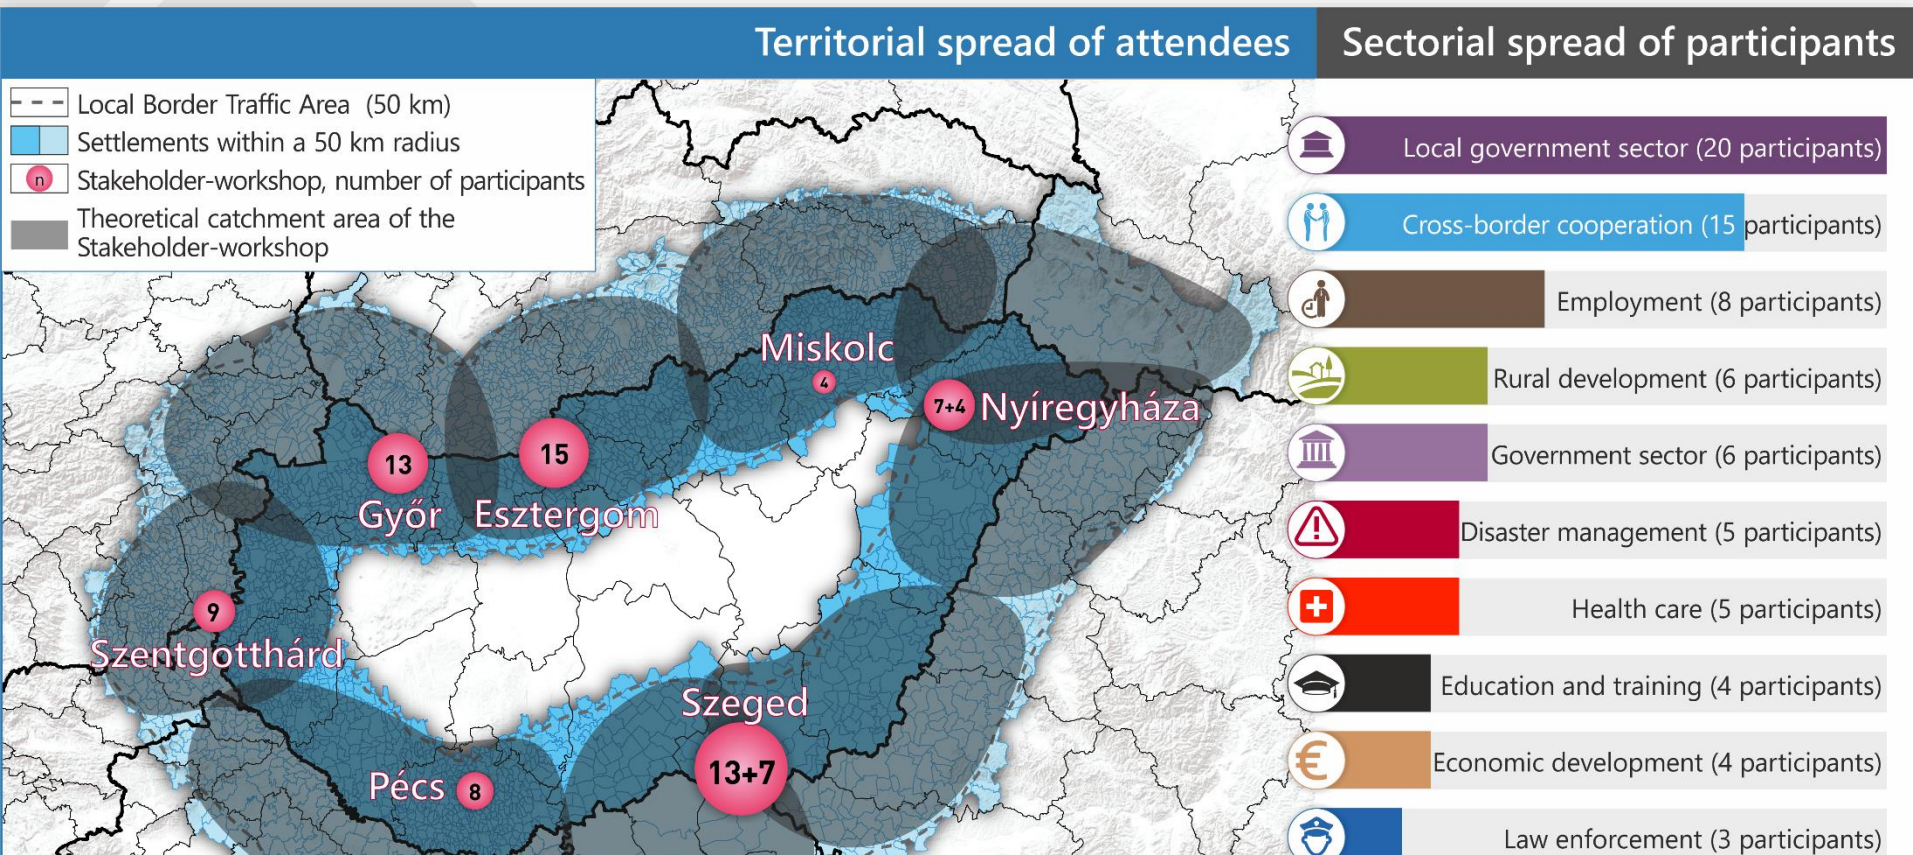 Territorial spread of attendees
Sectorial spread of participants
Local Border Traffic Area (50 km)
Settlements within a 50 km radius
n
Stakeholder-workshop, number of participants
Theoretical catchment area of the
Stakeholder-workshop
Miskolc
4
7+4 Nyíregyháza
13
Győr
15
Esztergom
9
Szentgotthárd
Szeged
13+7
Pécs 8
Local government sector (20 participants)
Cross-border cooperation (15 participants)
Employment (8 participants)
Rural development (6 participants)
Government sector (6 participants)
Disaster management (5 participants)
Health care (5 participants)
Education and training (4 participants)
€
Economic development (4 participants)
Law enforcement (3 participants)